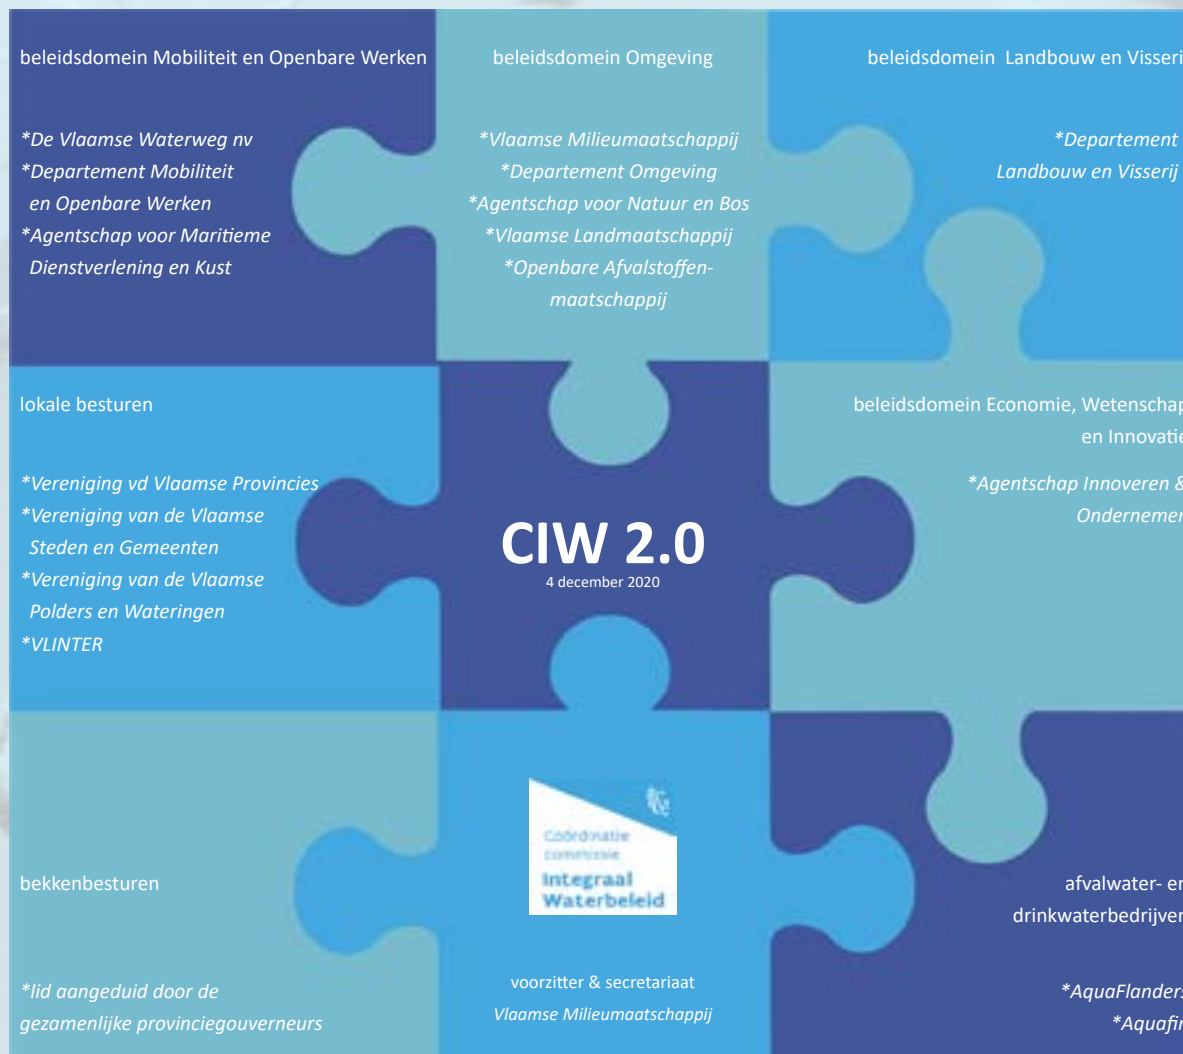 beleidsdomein Mobiliteit en Openbare Werken
*De Vlaamse Waterweg nv
*Departement Mobiliteit
en Openbare Werken
*Agentschap voor Maritieme
Dienstverlening en Kust
beleidsdomein Omgeving
*Vlaamse Milieumaatschappij
*Departement Omgeving
*Agentschap voor Natuur en Bos
*Vlaamse Landmaatschappij
*Openbare Afvalstoffen-
maatschappij
beleidsdomein Landbouw en Visseri
*Departement
Landbouw en Visserij
lokale besturen
*Vereniging vd Vlaamse Provincies
*Vereniging van de Vlaamse
Steden en Gemeenten
*Vereniging van de Vlaamse
Polders en Wateringen
*VLINTER
CIW 2.0
4 december 2020
beleidsdomein Economie, Wetenschap
en Innovatie
*Agentschap Innoveren &
Ondernemen
bekkenbesturen
*lid aangeduid door de
gezamenlijke provinciegouverneurs
Coördinatie
commissie
Integraal
Waterbeleid
voorzitter & secretariaat
Vlaamse Milieumaatschappij
afvalwater- en
drinkwaterbedrijven
*AquaFlanders
*Aquafin